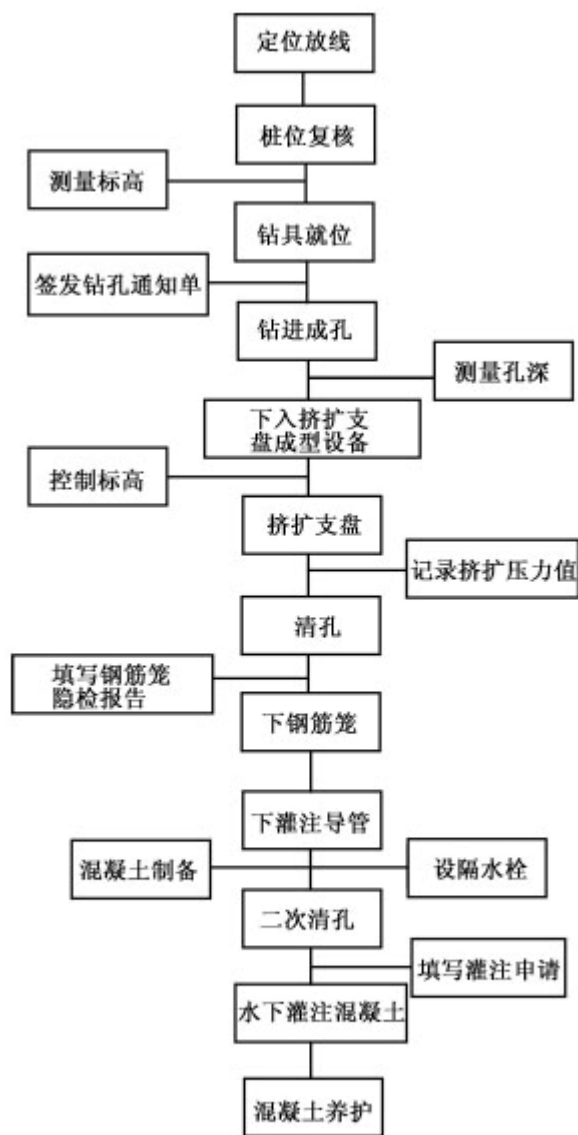 定位放线
桩位复核
测量标高
钻具就位
签发钻孔通知单
钻进成孔
测量孔深
下入挤扩支
盘成型设备
控制标高
挤扩支盘
记录挤扩压力值
清孔
填写钢筋笼
隐检报告
下钢筋笼
下灌注导管
混凝土制备
设隔水栓
二次清孔
填写灌注申请
水下灌注混凝土
混凝土养护